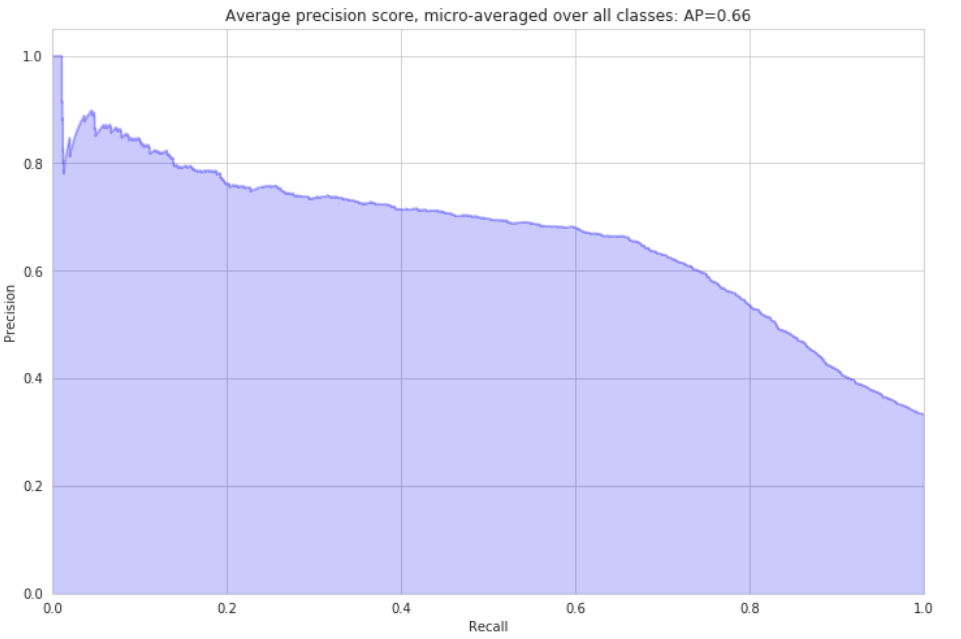 Average precision score, micro-averaged over all classes: AP=0.66
1.0
0.8
0.6
0.4
0.2
0.0
Precision
0.0 0.2 0.4 0.6 0.8 1.0
Recall